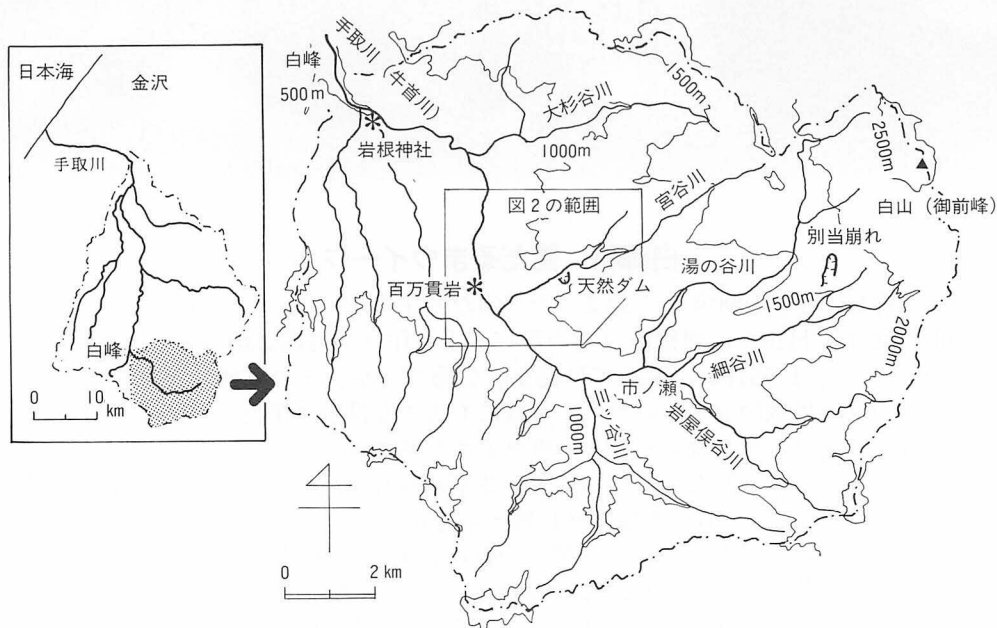 日本海
金沢
手取川
白峰
0 10 km
手取川(牛首川)
白峰
500m
岩根神社
大杉谷川
1000m
1500m
2500m
白山(御前峰)
宮谷川
図2の範囲
別当崩れ
天然ダム
湯の谷川
百万貫岩
1500m
2000m
細谷川
市ノ瀬
三ッ谷川
岩屋俣谷川
1000m
0 2 km